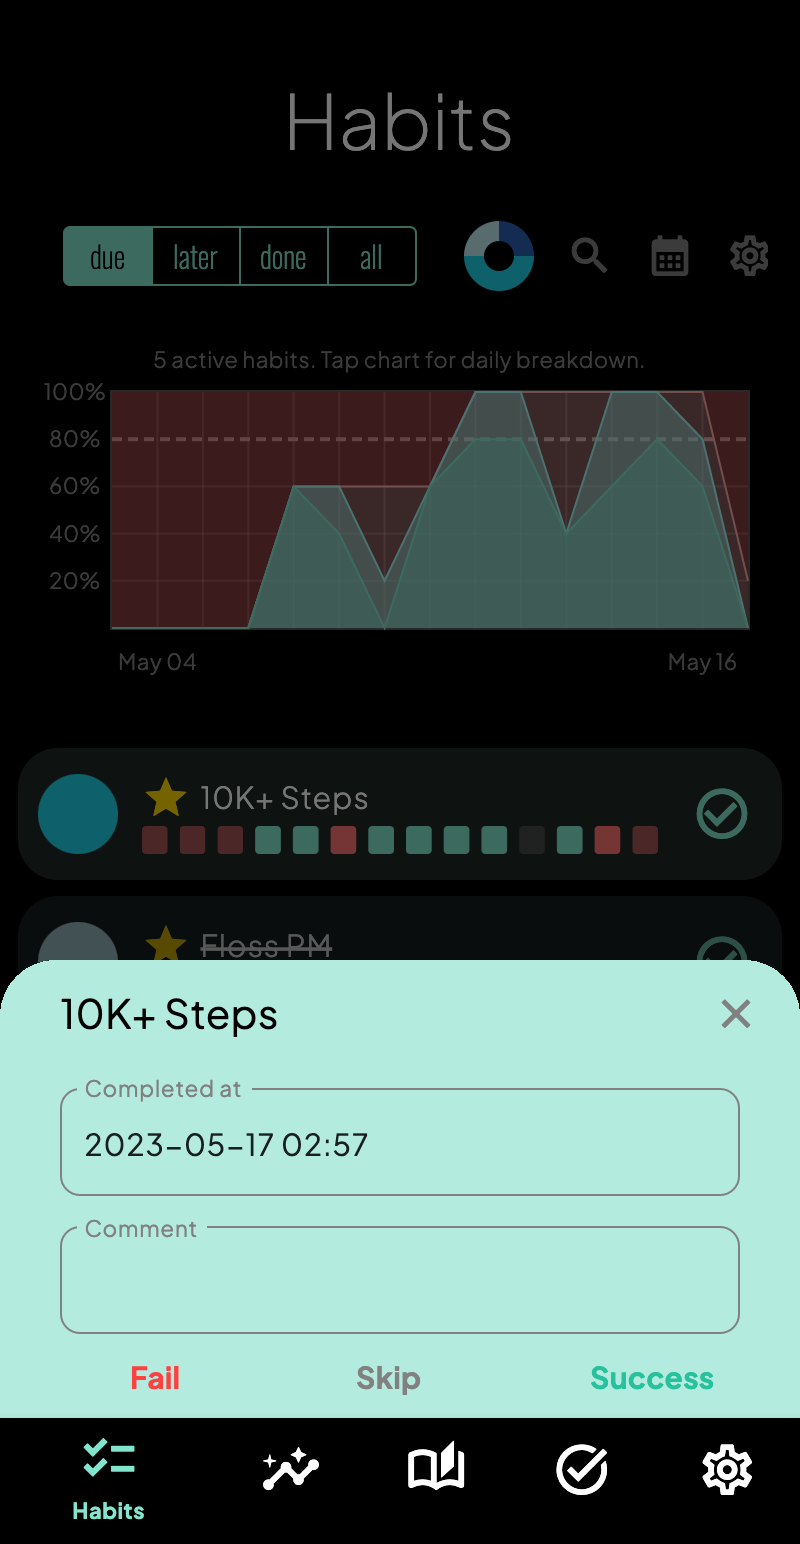 Habits
due later done all
5 active habits. Tap chart for daily breakdown.
100%
80%
60%
40%
20%
May 04 May 16
10K+ Steps
Floss PM
10K+ Steps
Completed at
2023-05-17 02:57
Comment
Fail Skip Success
Habits